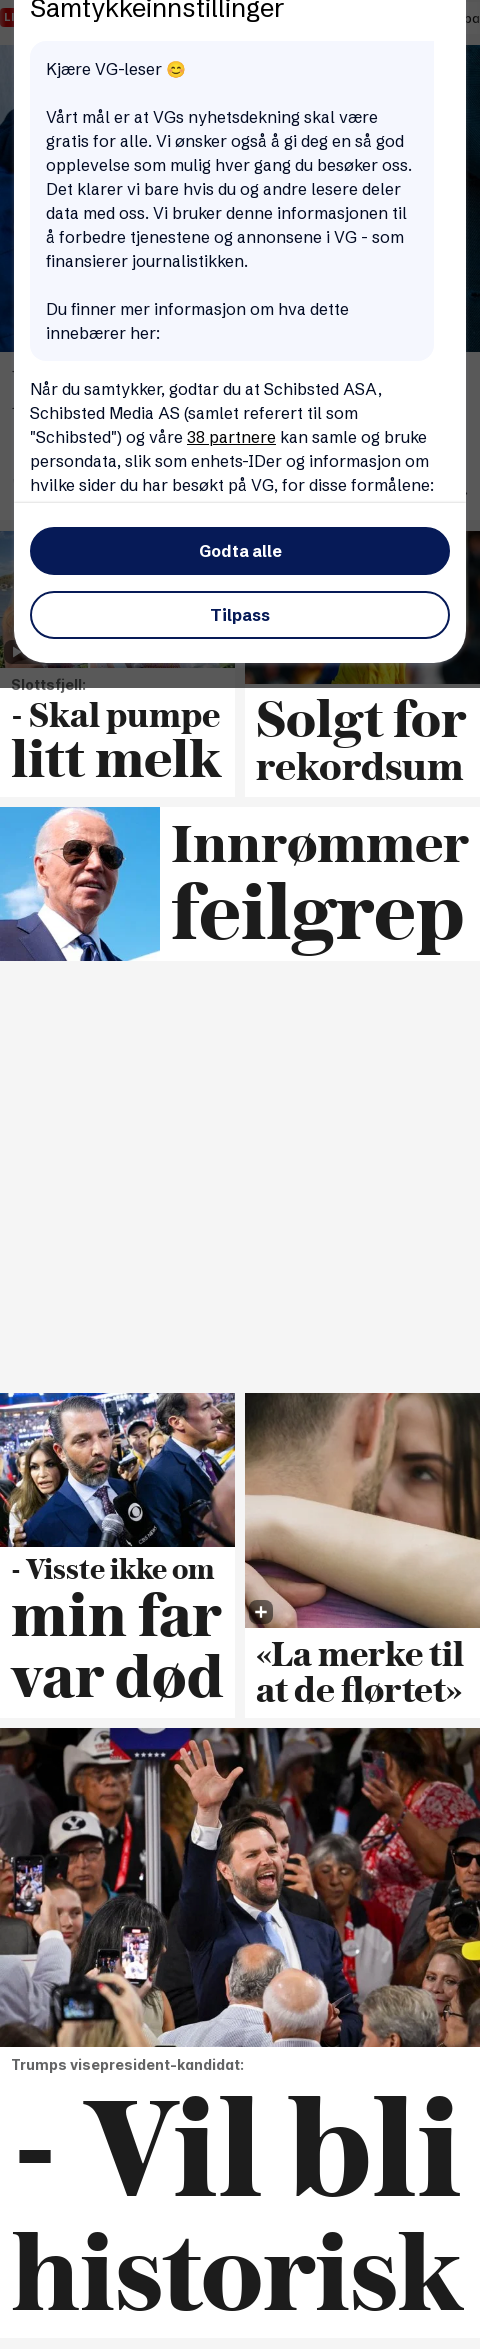 Samtykkeinnstillinger
Kjære VG-leser 😊
Vårt mål er at VGs nyhetsdekning skal være
gratis for alle. Vi ønsker også å gi deg en så god
opplevelse som mulig hver gang du besøker oss.
Det klarer vi bare hvis du og andre lesere deler
data med oss. Vi bruker denne informasjonen til
å forbedre tjenestene og annonsene i VG - som
finansierer journalistikken.
Du finner mer informasjon om hva dette
innebærer her:
Når du samtykker, godtar du at Schibsted ASA,
Schibsted Media AS (samlet referert til som
"Schibsted") og våre 38 partnere kan samle og bruke
persondata, slik som enhets-IDer og informasjon om
hvilke sider du har besøkt på VG, for disse formålene:
Godta alle
Tilpass
Slottsfjell:
- Skal pumpe
litt melk
Solgt for
rekordsum
Innrømmer
feilgrep
- Visste ikke om
min far
var død
«La merke til
at de flørtet»
Trumps visepresident-kandidat:
- Vil bli
historisk